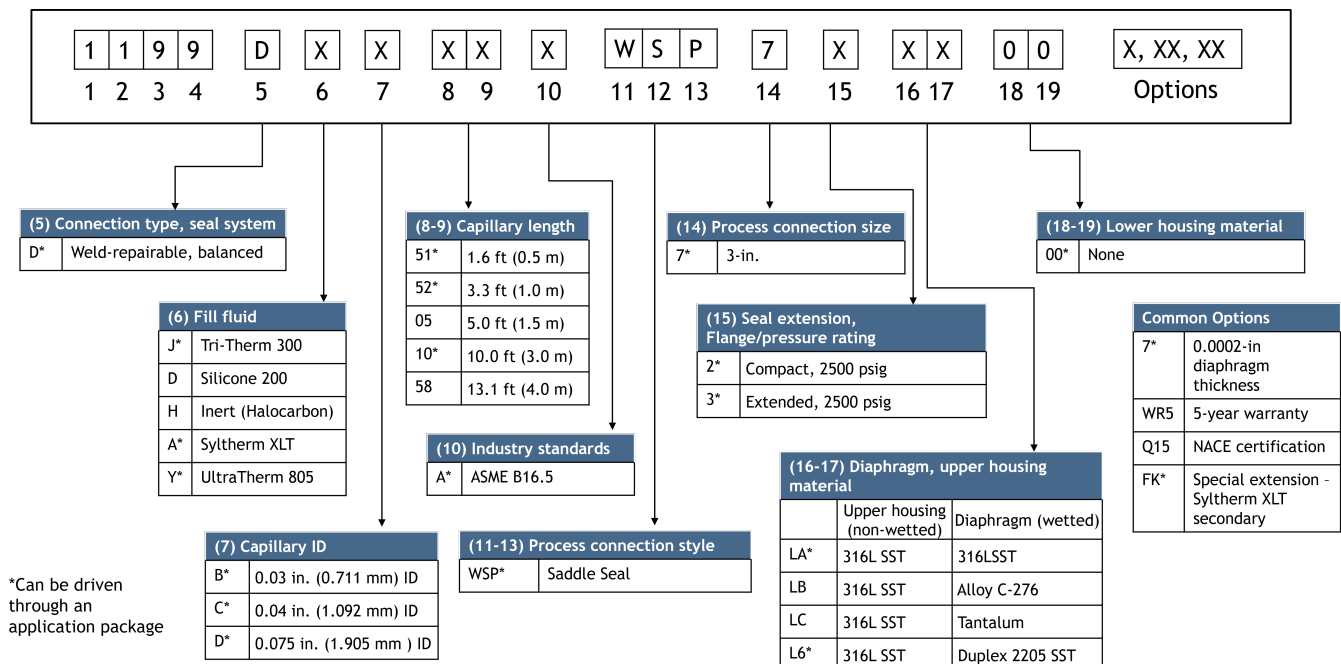 1 1 9 9 D X X X X X W S P 7 X X X 0 0 X, XX, XX
1 2 3 4 5 6 7 8 9 10 11 12 13 14 15 16 17 18 19 Options
(5) Connection type, seal system
D* Weld-repairable, balanced
(6) Fill fluid
J* Tri-Therm 300
D Silicone 200
H Inert (Halocarbon)
A* Syltherm XLT
Y* UltraTherm 805
(7) Capillary ID
B* 0.03 in. (0.711 mm) ID
C* 0.04 in. (1.092 mm) ID
D* 0.075 in. (1.905 mm ) ID
(8-9) Capillary length
51* 1.6 ft (0.5 m)
52* 3.3 ft (1.0 m)
05 5.0 ft (1.5 m)
10* 10.0 ft (3.0 m)
58 13.1 ft (4.0 m)
(10) Industry standards
A* ASME B16.5
(11-13) Process connection style
WSP* Saddle Seal
(14) Process connection size
7* 3-in.
(15) Seal extension,
Flange/pressure rating
2* Compact, 2500 psig
3* Extended, 2500 psig
(16-17) Diaphragm, upper housing
material
Upper housing
(non-wetted)
Diaphragm (wetted)
LA* 316L SST 316LSST
LB 316L SST Alloy C-276
LC 316L SST Tantalum
L6* 316L SST Duplex 2205 SST
(18-19) Lower housing material
00* None
Common Options
7* 0.0002-in
diaphragm
thickness
WR5 5-year warranty
Q15 NACE certification
FK* Special extension –
Syltherm XLT
secondary
*Can be driven
through an
application package